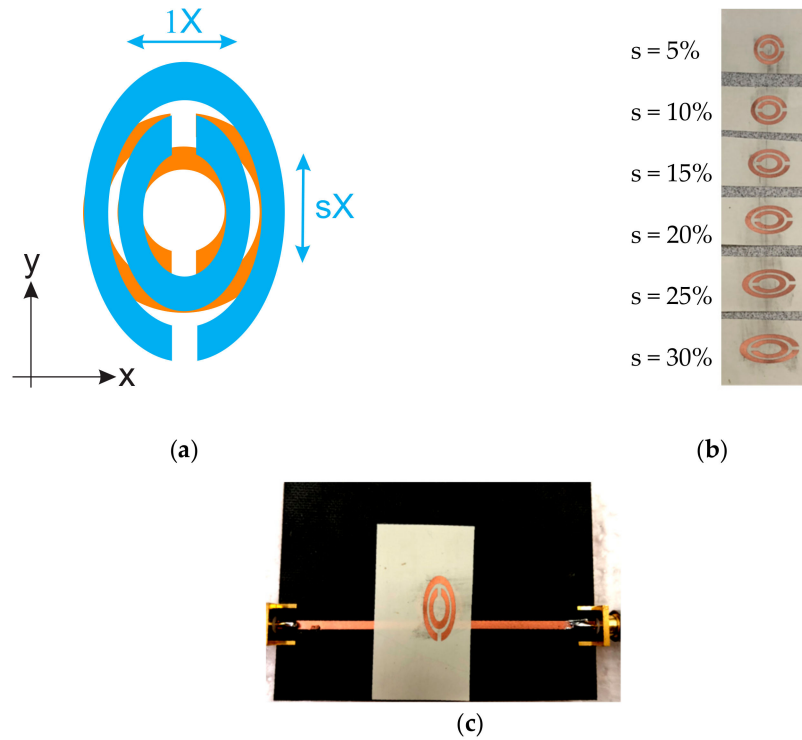 1X
sX
y
x
(a)
s = 5%
s = 10%
s = 15%
s = 20%
s = 25%
s = 30%
(b)
(c)